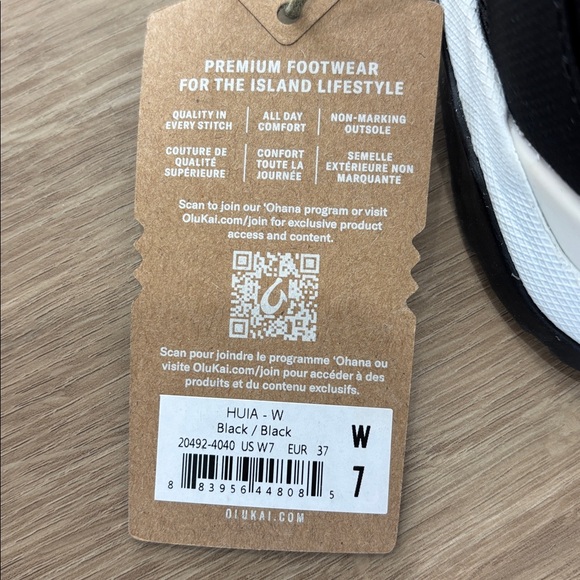 PREMIUM FOOTWEAR
FOR THE ISLAND LIFESTYLE
QUALITY IN
EVERY STITCH
ALL DAY
COMFORT
NON-MARKING
OUTSOLE
COUTURE DE
QUALITÉ
SUPÉRIEURE
CONFORT
TOUTE LA
JOURNÉE
SEMELLE
EXTÉRIEURE NON
MARQUANTE
Scan to join our 'Ohana program or visit
OluKai.com/join for exclusive product
access and content.
Scan pour joindre le programme 'Ohana ou
visite OluKai.com/join pour accéder à des
produits et du contenu exclusifs.
HUIA - W
Black / Black
20492-4040 US W7 EUR 37
W
7
8 83956 44808 5
OLUKAI.COM